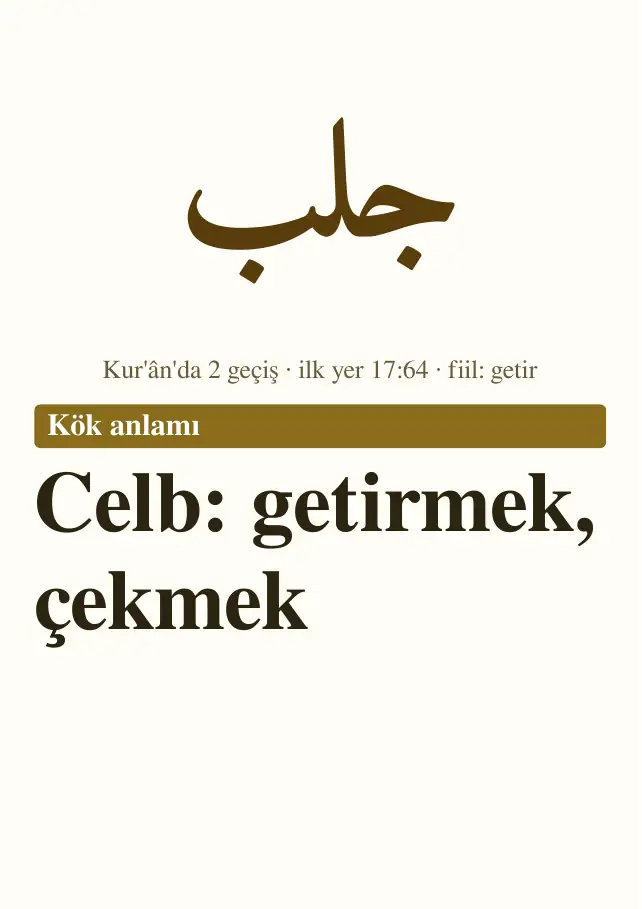 جلب
Kur'ân'da 2 geçiş · ilk yer 17:64 · fiil: getir
Kök anlamı
Celb: getirmek,
çekmek